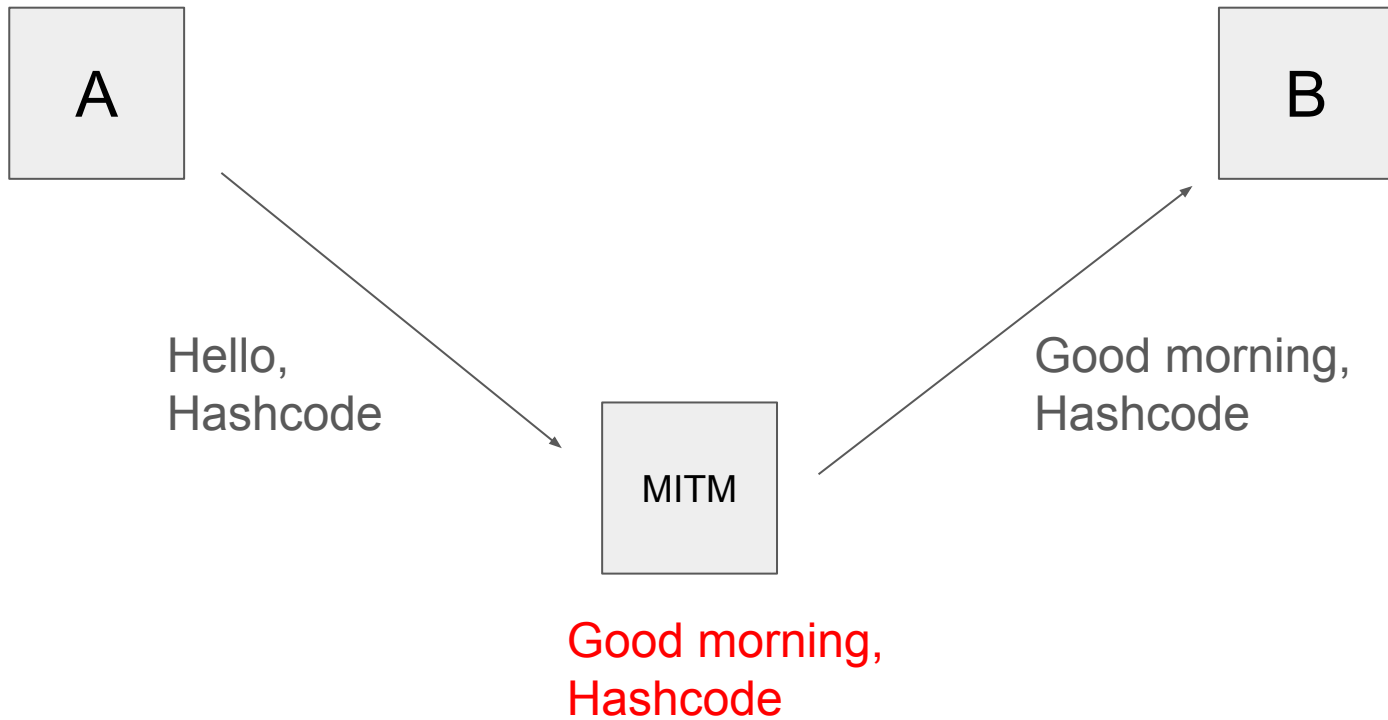 A
B
Hello,
Hashcode
Good morning,
Hashcode
MITM
Good morning,
Hashcode